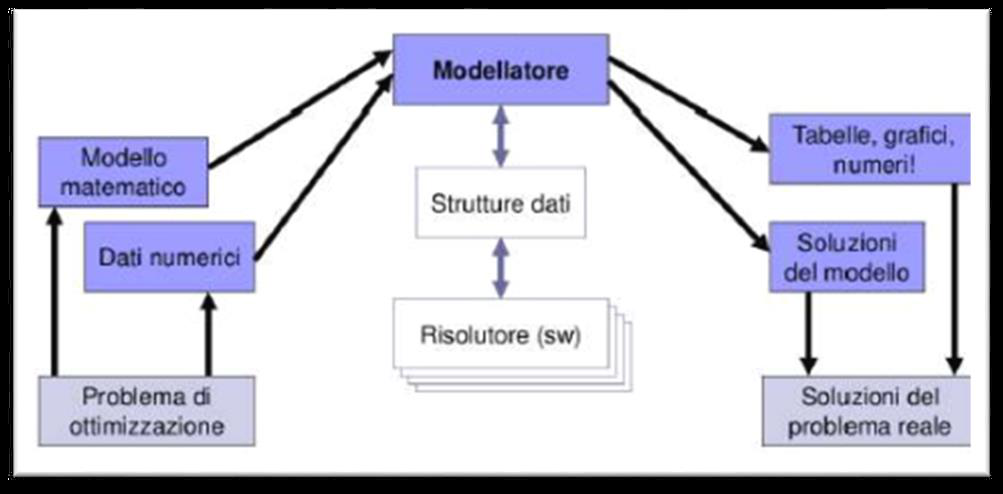 Modellatore
Modello
matematico
Dati numerici
Problema di
ottimizzazione
Strutture dati
Risolutore (sw)
Tabelle, grafici,
numeri!
Soluzioni
del modello
Soluzioni del
problema reale